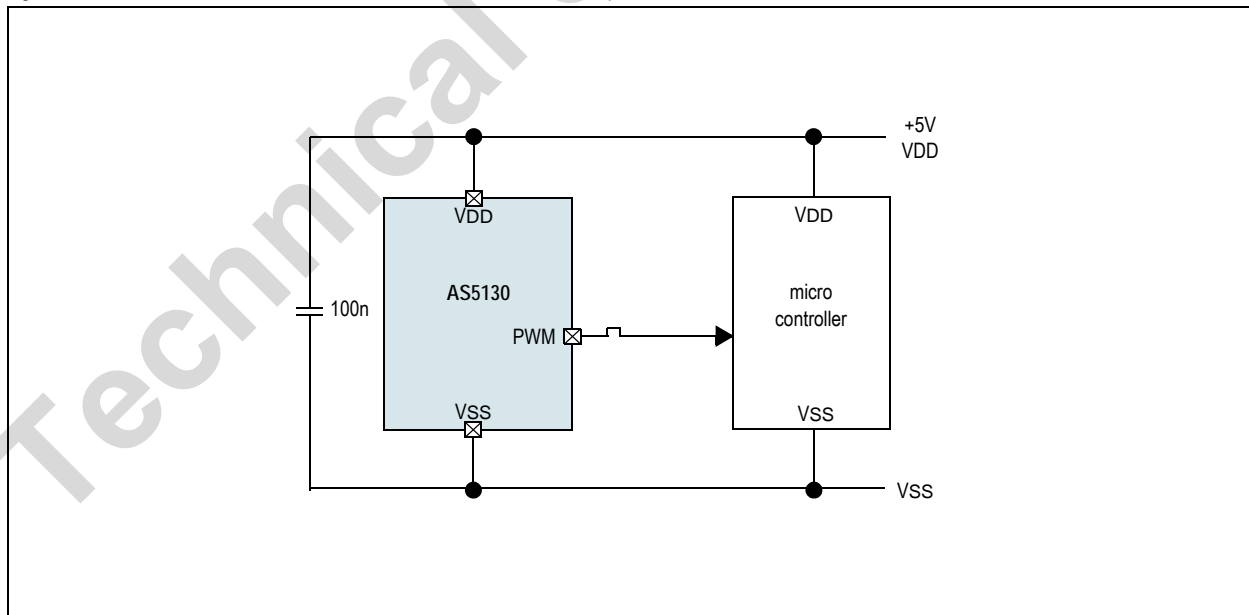 +5V
VDD
VDD
VDD
AS5130
micro
controller
100n
PWM
VSS
VSS
VSS
Technical